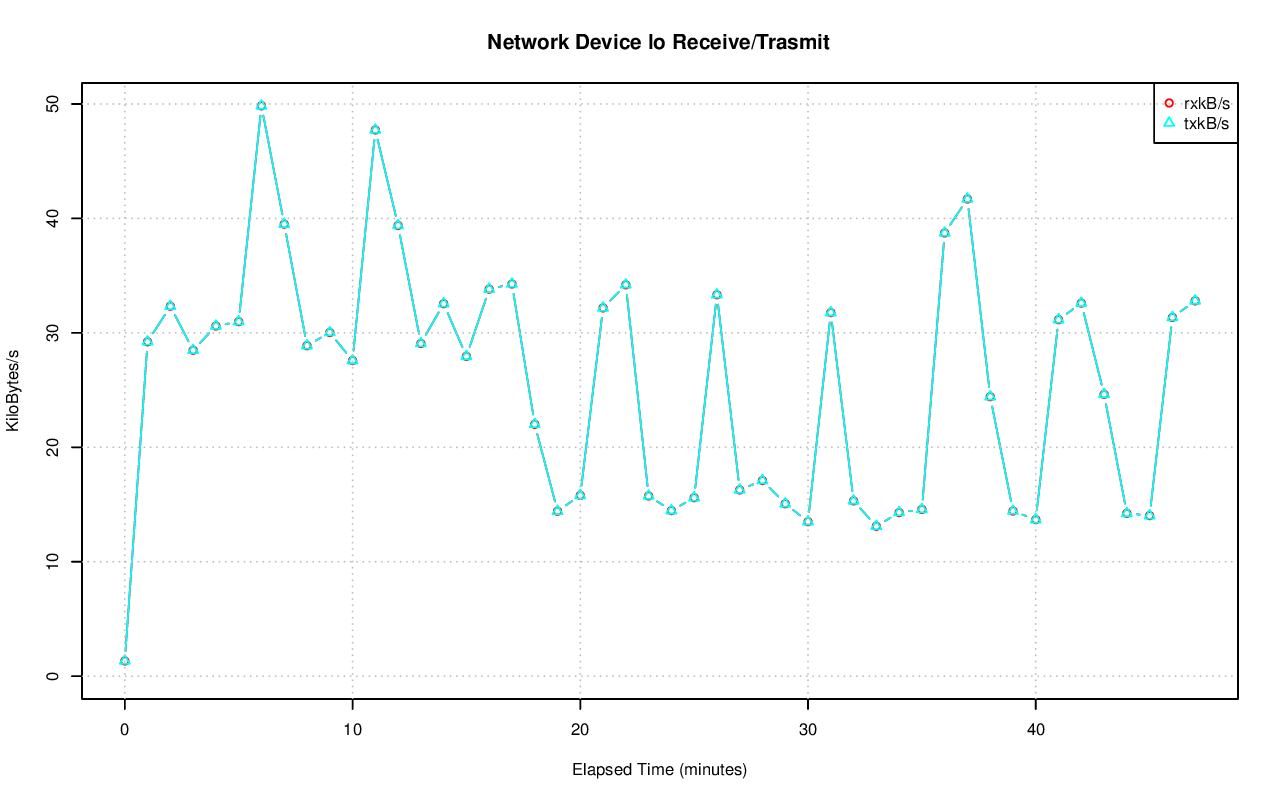 Network Device lo Receive/Trasmit
rxkB/s
txkB/s
KiloBytes/s
50
40
30
20
10
0
0 10 20 30 40
Elapsed Time (minutes)